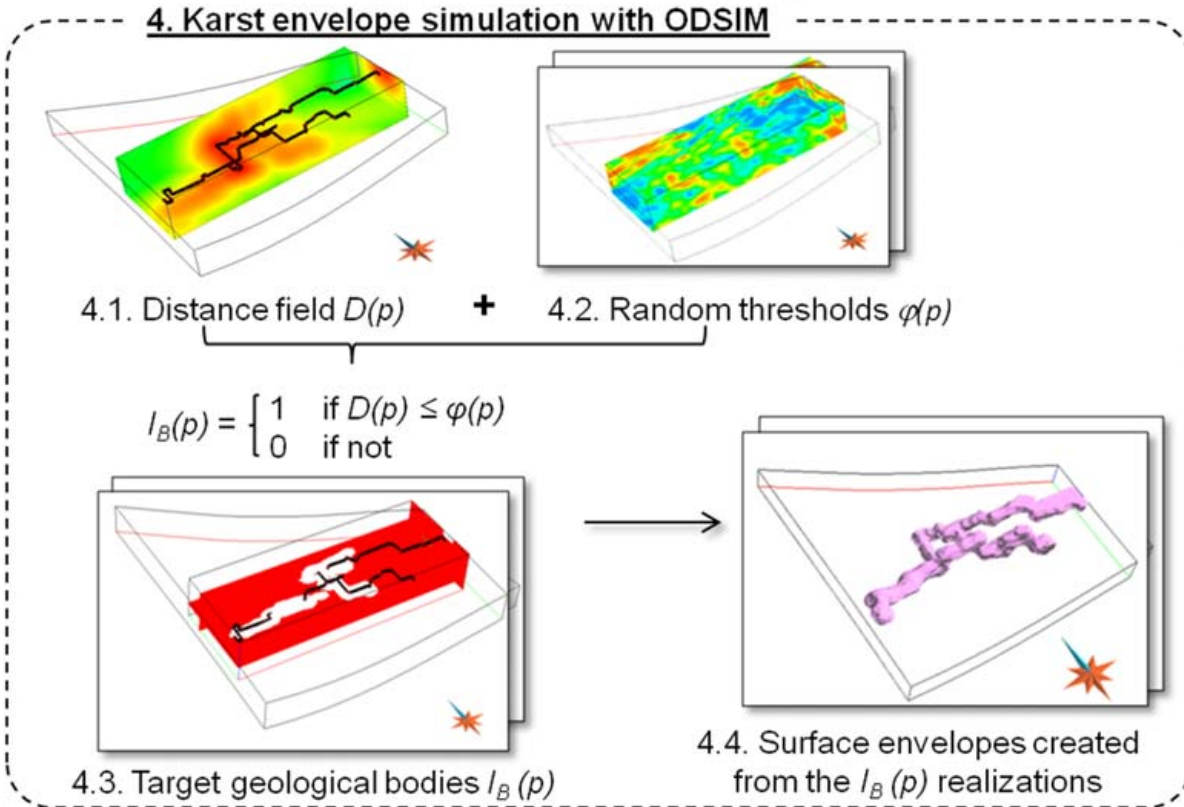 4. Karst envelope simulation with ODSIM
4.1. Distance field D(p) + 4.2. Random thresholds φ(p)
I_B(p) = { 1 if D(p) ≤ φ(p)
0 if not
4.3. Target geological bodies I_B(p)
4.4. Surface envelopes created
from the I_B(p) realizations